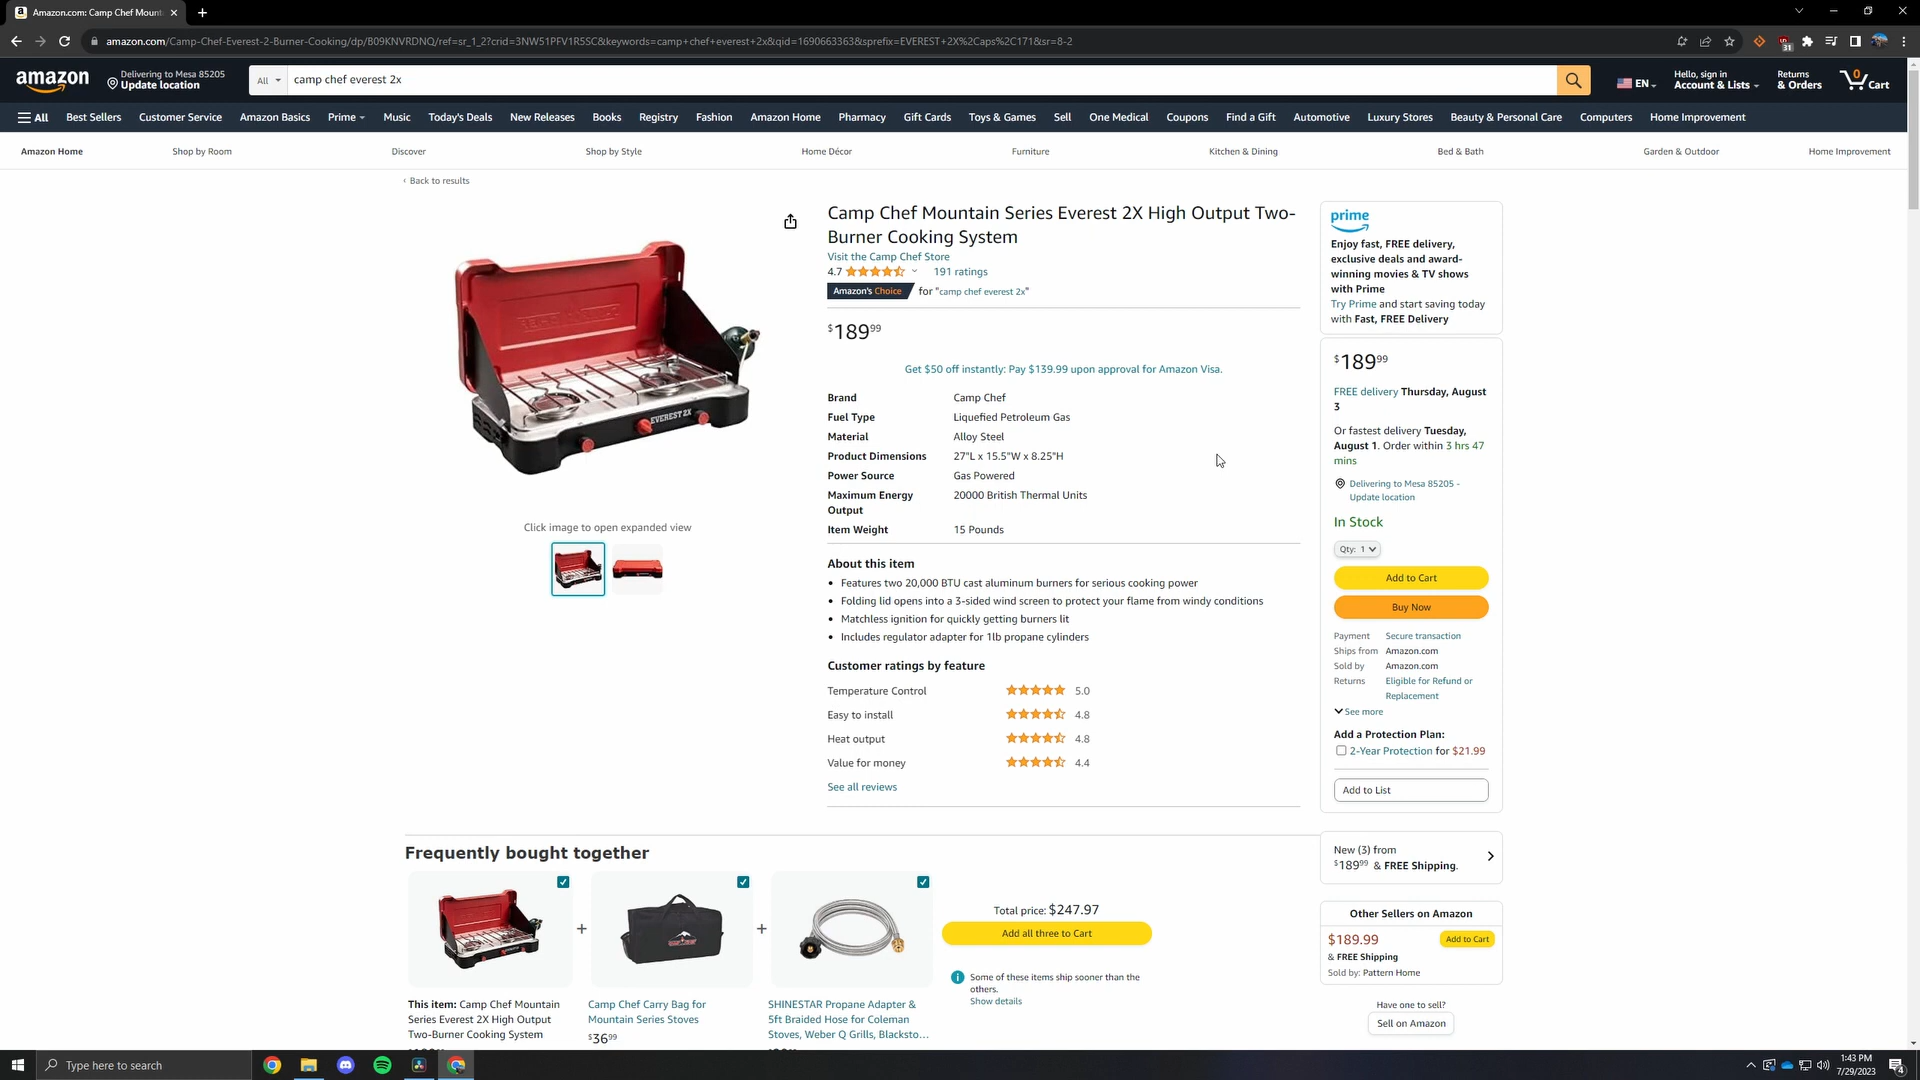 Amazon.com: Camp Chef Mount
amazon.com/Camp-Chef-Everest-2-Burner-Cooking/dp/B09KNVRDNQ/ref=sr_1_2?crid=3NW51PFV1R5SC&keywords=camp+chef+everest+2x&qid=1690663363&sprefix=EVEREST+2X%2Caps%2C171&sr=8-2
31
amazon
Delivering to Mesa 85205
Update location
All
camp chef everest 2x
EN
Hello, sign in
Account & Lists
Returns
& Orders
0
Cart
All Best Sellers Customer Service Amazon Basics Prime Music Today's Deals New Releases Books Registry Fashion Amazon Home Pharmacy Gift Cards Toys & Games Sell One Medical Coupons Find a Gift Automotive Luxury Stores Beauty & Personal Care Computers Home Improvement
Amazon Home Shop by Room Discover Shop by Style Home Décor Furniture Kitchen & Dining Bed & Bath Garden & Outdoor Home Improvement
‹ Back to results
EVEREST 2X
Click image to open expanded view
Camp Chef Mountain Series Everest 2X High Output Two-
Burner Cooking System
Visit the Camp Chef Store
4.7 191 ratings
Amazon's Choice for "camp chef everest 2x"
$189.99
Get $50 off instantly: Pay $139.99 upon approval for Amazon Visa.
Brand Camp Chef
Fuel Type Liquefied Petroleum Gas
Material Alloy Steel
Product Dimensions 27"L x 15.5"W x 8.25"H
Power Source Gas Powered
Maximum Energy 20000 British Thermal Units
Output
Item Weight 15 Pounds
About this item
• Features two 20,000 BTU cast aluminum burners for serious cooking power
• Folding lid opens into a 3-sided wind screen to protect your flame from windy conditions
• Matchless ignition for quickly getting burners lit
• Includes regulator adapter for 1lb propane cylinders
Customer ratings by feature
Temperature Control 5.0
Easy to install 4.8
Heat output 4.8
Value for money 4.4
See all reviews
prime
Enjoy fast, FREE delivery,
exclusive deals and award-
winning movies & TV shows
with Prime
Try Prime and start saving today
with Fast, FREE Delivery
$189.99
FREE delivery Thursday, August
3
Or fastest delivery Tuesday,
August 1. Order within 3 hrs 47
mins
Delivering to Mesa 85205 -
Update location
In Stock
Qty: 1
Add to Cart
Buy Now
Payment Secure transaction
Ships from Amazon.com
Sold by Amazon.com
Returns Eligible for Refund or
Replacement
See more
Add a Protection Plan:
2-Year Protection for $21.99
Add to List
New (3) from
$189.99 & FREE Shipping.
Other Sellers on Amazon
$189.99 Add to Cart
& FREE Shipping
Sold by: Pattern Home
Have one to sell?
Sell on Amazon
Frequently bought together
+
+
Total price: $247.97
Add all three to Cart
Some of these items ship sooner than the
others.
Show details
This item: Camp Chef Mountain
Series Everest 2X High Output
Two-Burner Cooking System
Camp Chef Carry Bag for
Mountain Series Stoves
$36.99
SHINESTAR Propane Adapter &
5ft Braided Hose for Coleman
Stoves, Weber Q Grills, Blacksto…
Type here to search
1:43 PM
7/29/2023
4